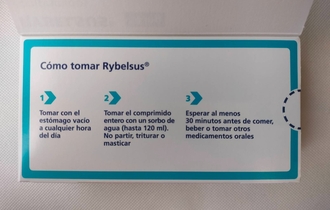 Cómo tomar Rybelsus®
1
Tomar con el
estómago vacío
a cualquier hora
del día
2
Tomar el comprimido
entero con un sorbo de
agua (hasta 120 ml).
No partir, triturar o
masticar
3
Esperar al menos
30 minutos antes de comer,
beber o tomar otros
medicamentos orales